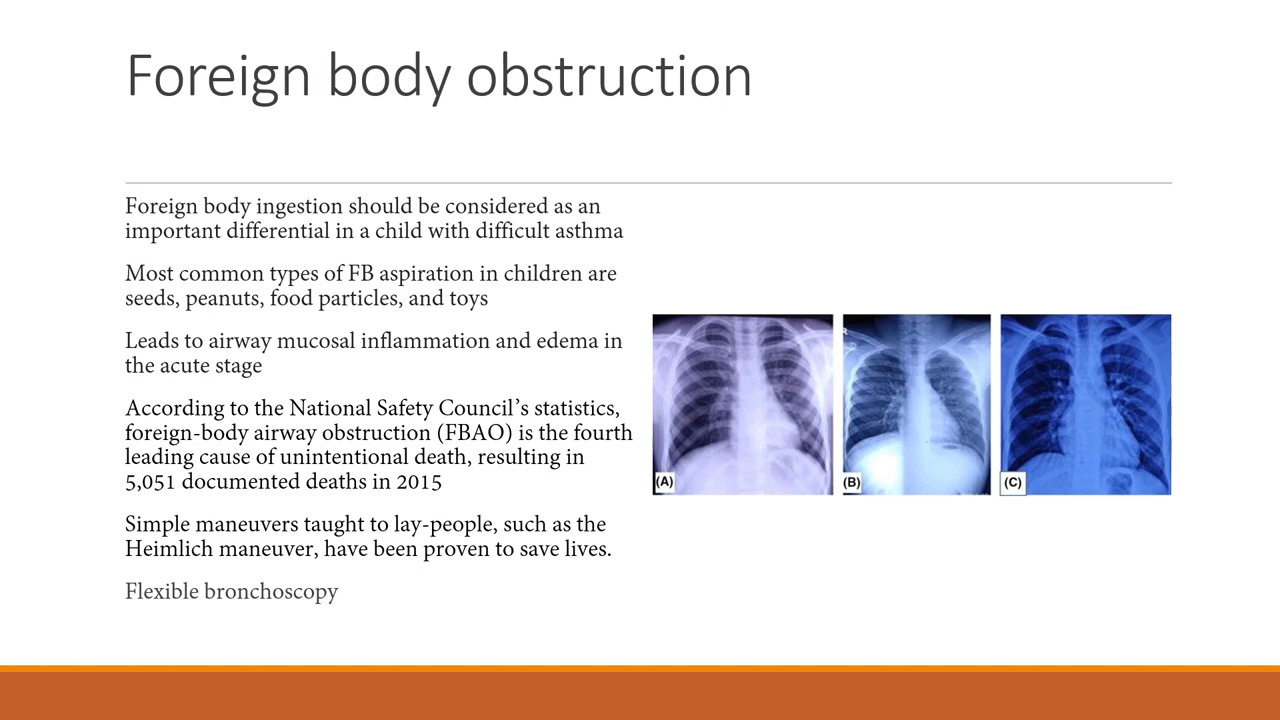 Foreign body obstruction
Foreign body ingestion should be considered as an
important differential in a child with difficult asthma
Most common types of FB aspiration in children are
seeds, peanuts, food particles, and toys
Leads to airway mucosal inflammation and edema in
the acute stage
According to the National Safety Council’s statistics,
foreign-body airway obstruction (FBAO) is the fourth
leading cause of unintentional death, resulting in
5,051 documented deaths in 2015
Simple maneuvers taught to lay-people, such as the
Heimlich maneuver, have been proven to save lives.
Flexible bronchoscopy
R
(A)
(B)
(C)